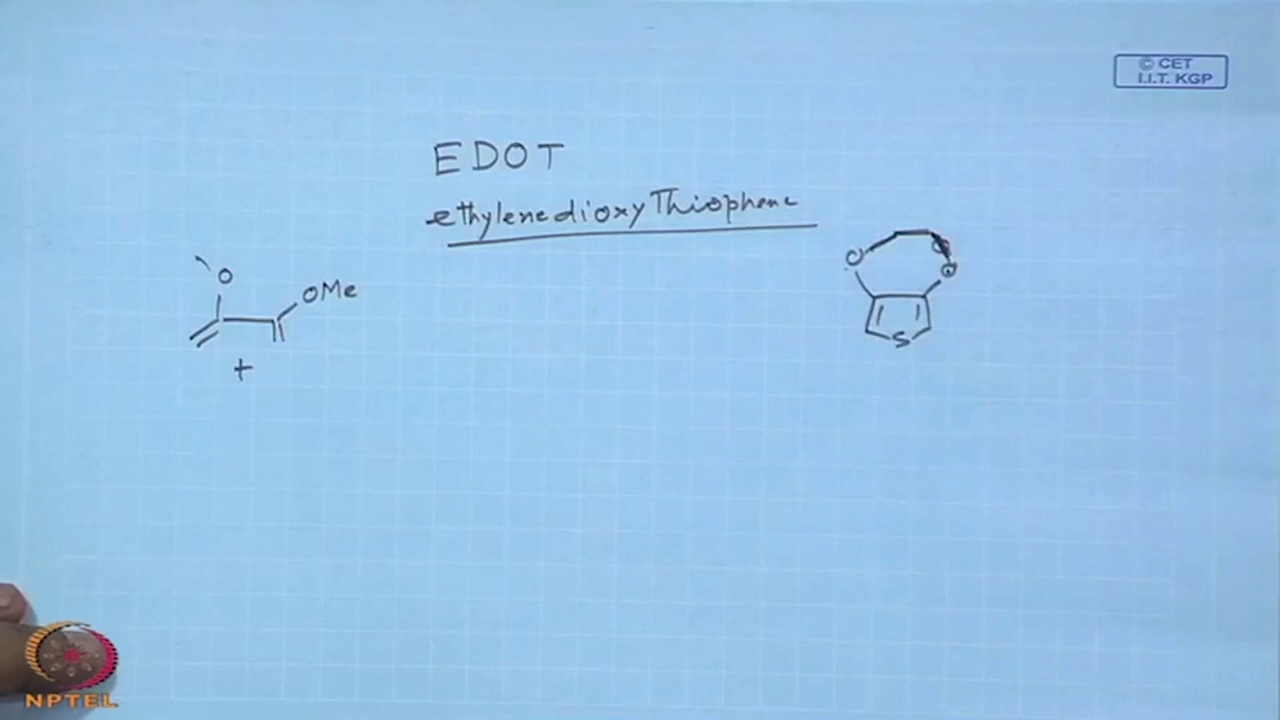 © CET
I.I.T. KGP
EDOT
ethylenedioxyThiophene
O
OMe
+
O
O
S
NPTEL